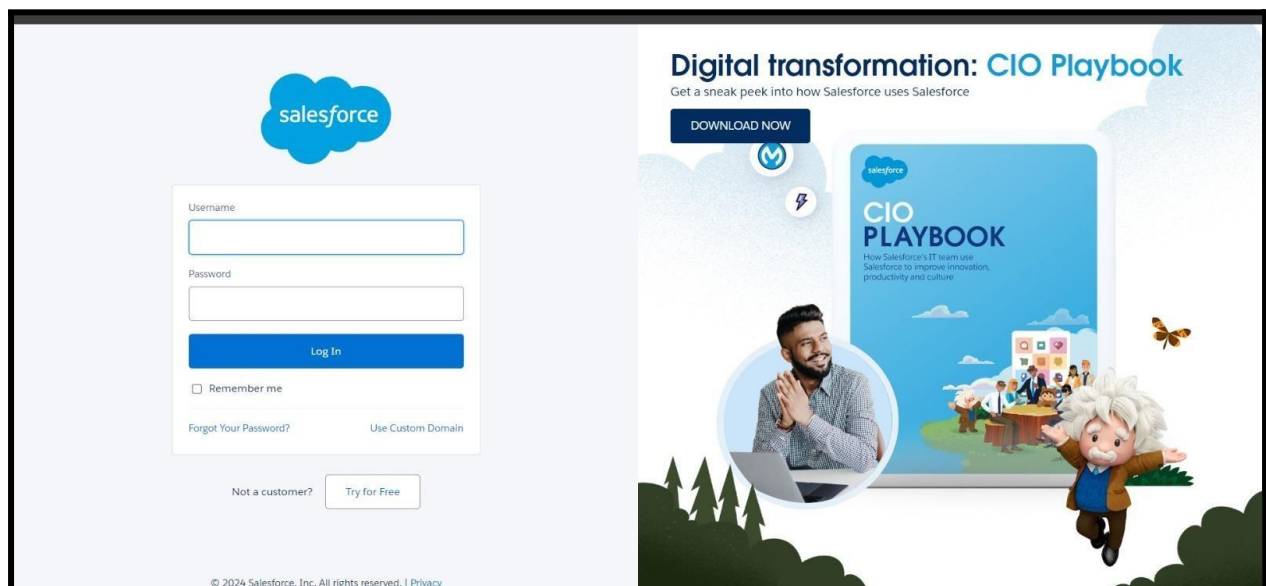 salesforce
Username
Password
Log In
Remember me
Forgot Your Password?
Use Custom Domain
Not a customer?
Try for Free
© 2024 Salesforce, Inc. All rights reserved. | Privacy
Digital transformation: CIO Playbook
Get a sneak peek into how Salesforce uses Salesforce
DOWNLOAD NOW
salesforce
CIO
PLAYBOOK
How Salesforce's IT team use
Salesforce to improve innovation,
productivity and culture